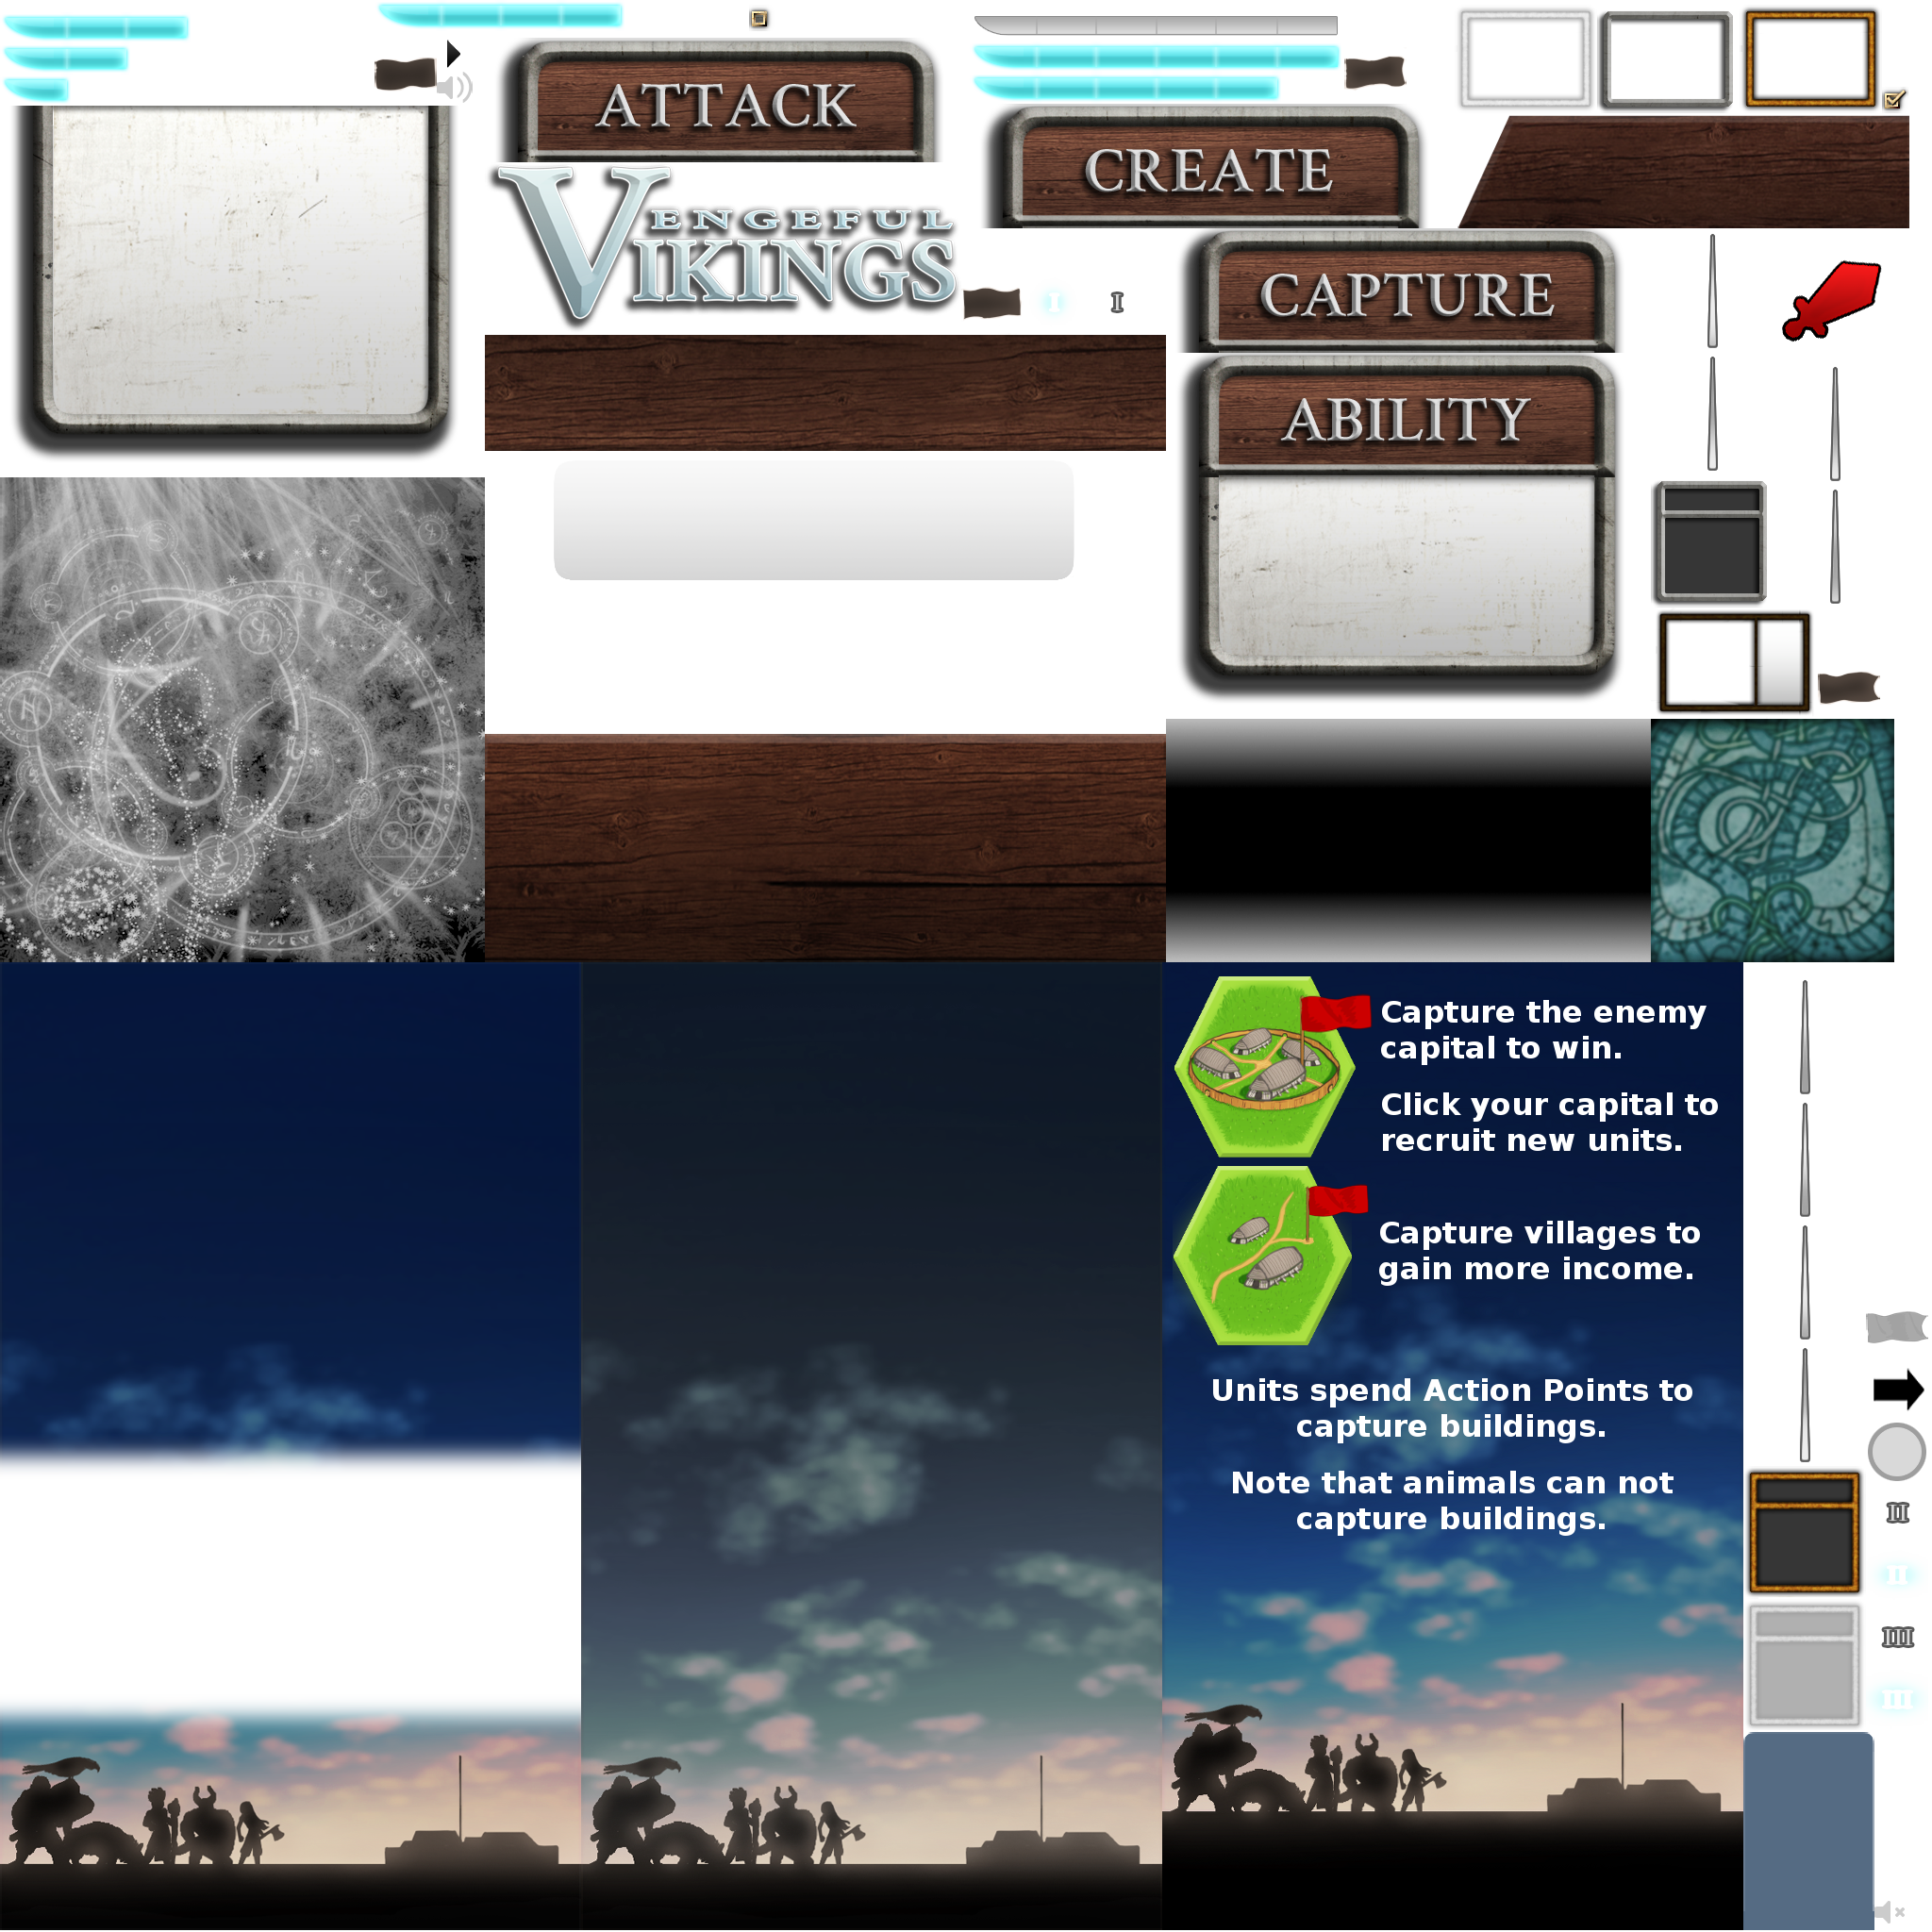 ATTACK
CREATE
VENGEFUL
VIKINGS
I
I
CAPTURE
ABILITY
Capture the enemy
capital to win.
Click your capital to
recruit new units.
Capture villages to
gain more income.
Units spend Action Points to
capture buildings.
Note that animals can not
capture buildings.
II
II
III
III